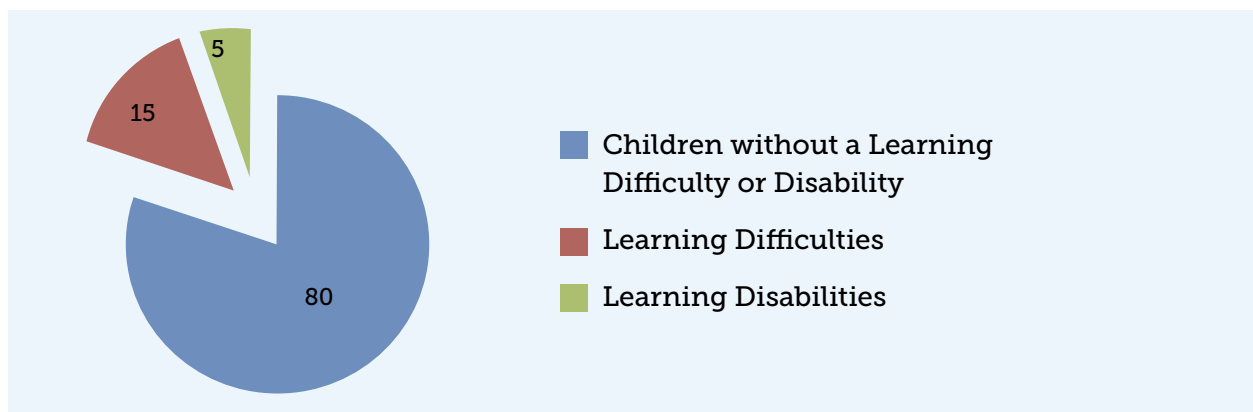 5
15
80
Children without a Learning
Difficulty or Disability
Learning Difficulties
Learning Disabilities